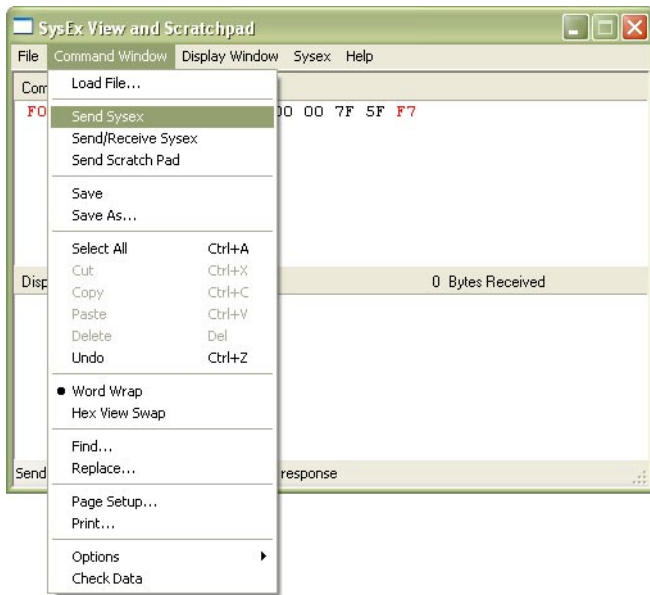 SysEx View and Scratchpad
File Command Window Display Window Sysex Help
Com
F0 00 00 7F 5F F7
Load File...
Send Sysex
Send/Receive Sysex
Send Scratch Pad
Save
Save As...
Select All Ctrl+A
Cut Ctrl+X
Copy Ctrl+C
Paste Ctrl+V
Delete Del
Undo Ctrl+Z
Disp 0 Bytes Received
Word Wrap
Hex View Swap
Find...
Replace...
Send response
Page Setup...
Print...
Options
Check Data